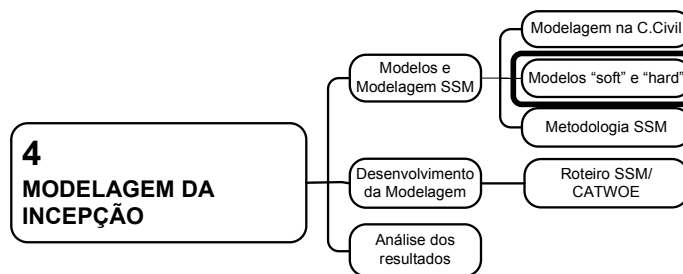 4
MODELAGEM DA
INCEPÇÃO
Modelos e
Modelagem SSM
Modelagem na C.Civil
Modelos “soft” e “hard”
Metodologia SSM
Desenvolvimento
da Modelagem
Roteiro SSM/
CATWOE
Análise dos
resultados